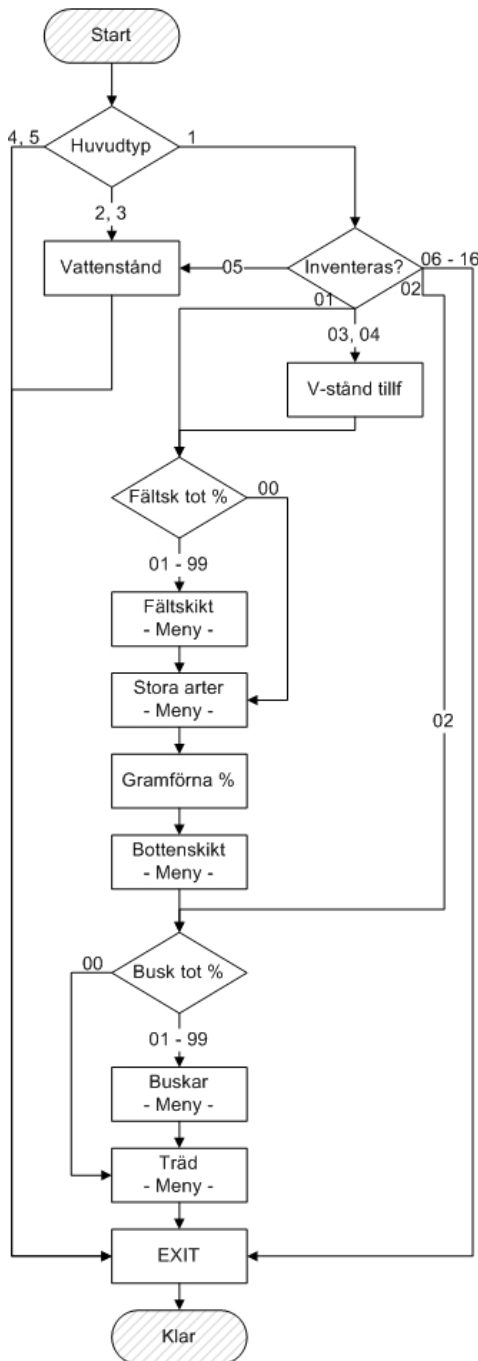 Start
4, 5
Huvudtyp
1
2, 3
Vattenstånd
05
Inventeras?
06 - 16
01
02
03, 04
V-stånd tillf
Fältsk tot %
00
01 - 99
Fältskikt
- Meny -
Stora arter
- Meny -
02
Gramförna %
Bottenskikt
- Meny -
00
Busk tot %
01 - 99
Buskar
- Meny -
Träd
- Meny -
EXIT
Klar